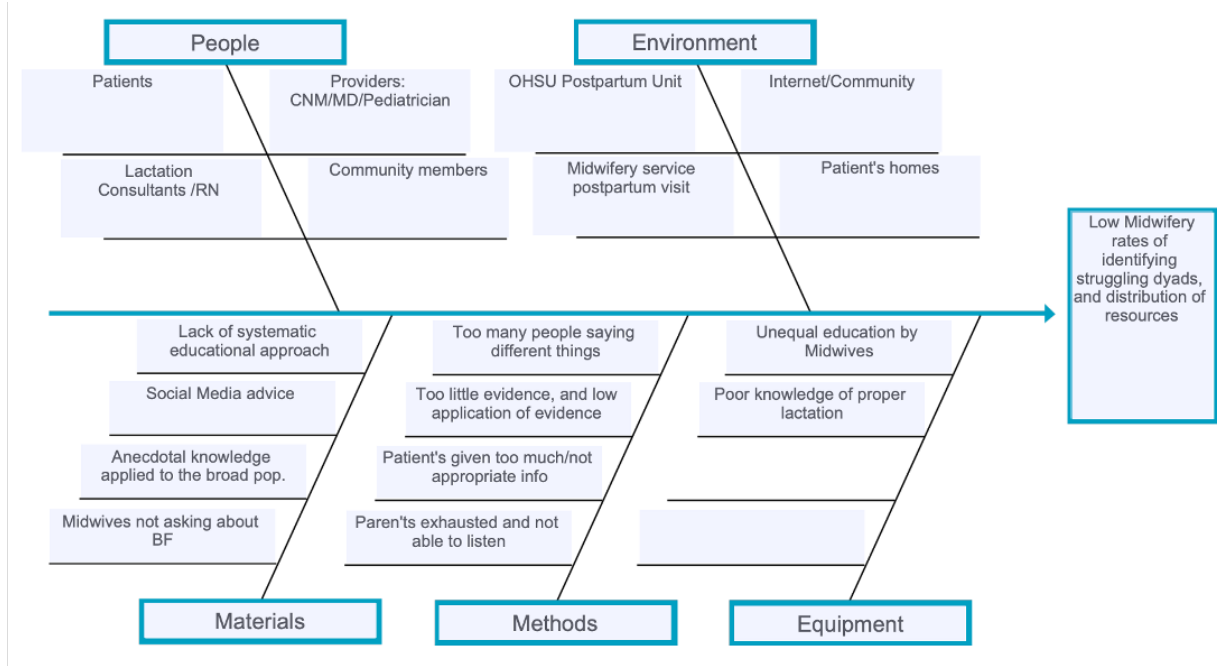 People
Environment
Patients
Providers:
CNM/MD/Pediatrician
OHSU Postpartum Unit
Internet/Community
Lactation
Consultants /RN
Community members
Midwifery service
postpartum visit
Patient's homes
Low Midwifery
rates of
identifying
struggling dyads,
and distribution of
resources
Lack of systematic
educational approach
Too many people saying
different things
Unequal education by
Midwives
Social Media advice
Too little evidence, and low
application of evidence
Poor knowledge of proper
lactation
Anecdotal knowledge
applied to the broad pop.
Patient's given too much/not
appropriate info
Midwives not asking about
BF
Paren'ts exhausted and not
able to listen
Materials
Methods
Equipment